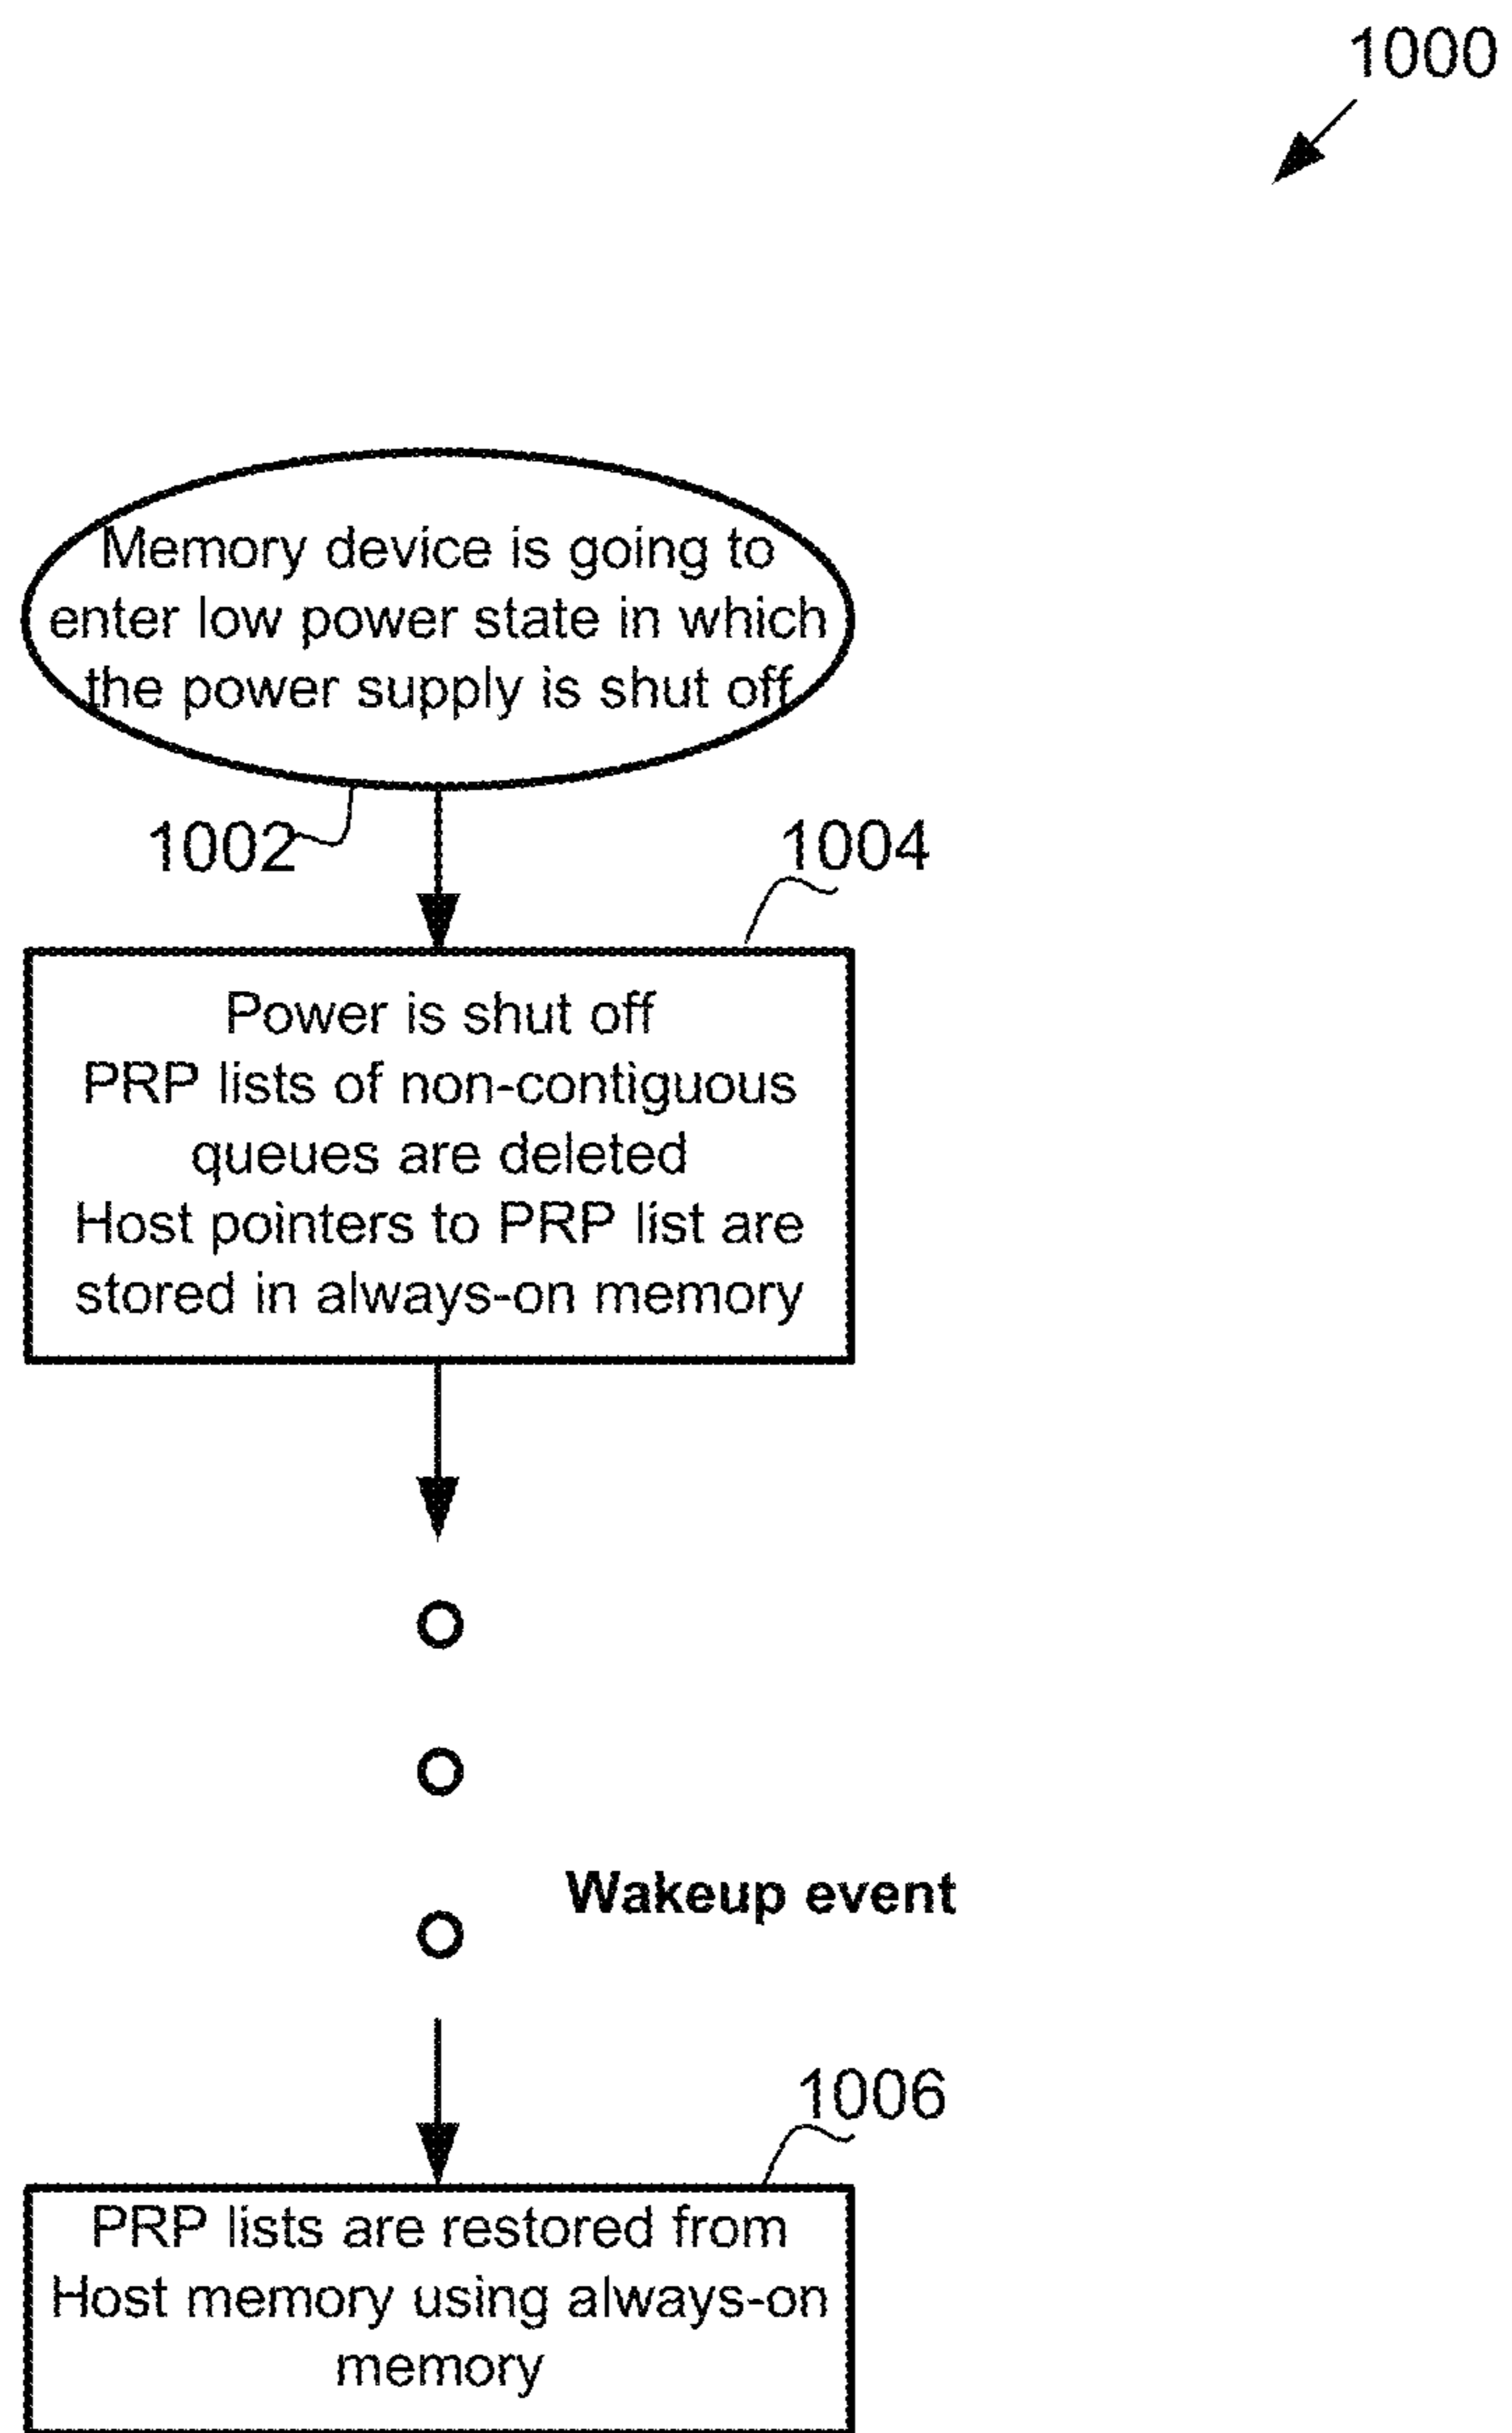 1000
Memory device is going to
enter low power state in which
the power supply is shut off
1002
1004
Power is shut off
PRP lists of non-contiguous
queues are deleted
Host pointers to PRP list are
stored in always-on memory
Wakeup event
1006
PRP lists are restored from
Host memory using always-on
memory